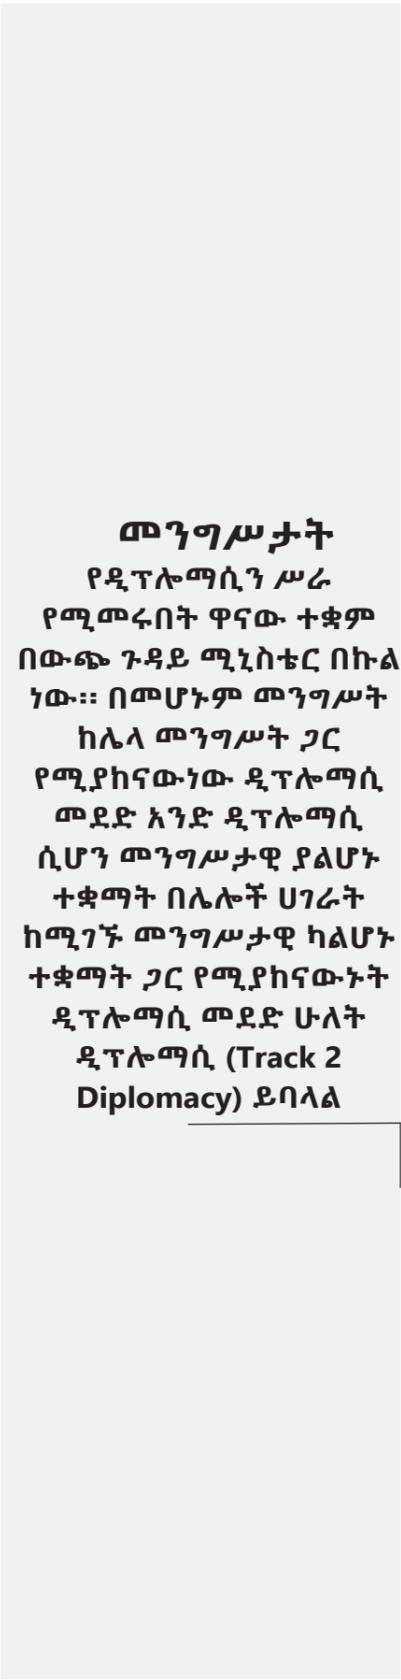 መንግሥታት
የዲፕሎማሲን ሥራ
የሚመሩበት ዋናው ተቋም
በውጭ ጉዳይ ሚኒስቴር በኩል
ነው። በመሆኑም መንግሥት
ከሌላ መንግሥት ጋር
የሚያከናውነው ዲፕሎማሲ
መደድ አንድ ዲፕሎማሲ
ሲሆን መንግሥታዊ ያልሆኑ
ተቋማት በሌሎች ሀገራት
ከሚገኙ መንግሥታዊ ካልሆኑ
ተቋማት ጋር የሚያከናውኑት
ዲፕሎማሲ መደድ ሁለት
ዲፕሎማሲ (Track 2
Diplomacy) ይባላል